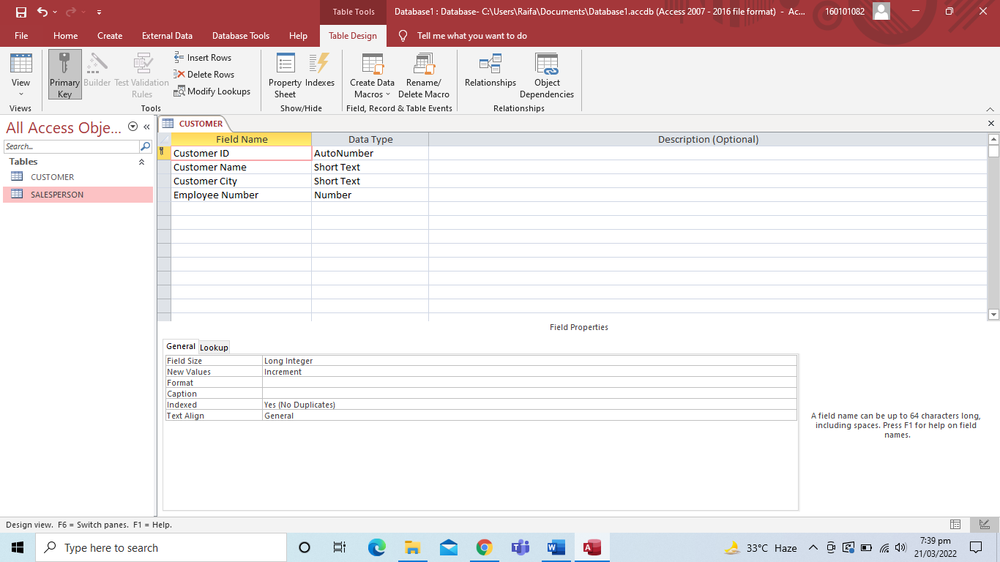 Table Tools
Database1 : Database- C:\Users\Raifa\Documents\Database1.accdb (Access 2007 - 2016 file format) - Ac...
160101082
File
Home
Create
External Data
Database Tools
Help
Table Design
Tell me what you want to do
View
Primary Key
Builder
Test Validation Rules
Insert Rows
Delete Rows
Modify Lookups
Property Sheet
Indexes
Create Data Macros
Rename/ Delete Macro
Relationships
Object Dependencies
Views
Tools
Show/Hide
Field, Record & Table Events
Relationships
All Access Obje...
Search...
Tables
CUSTOMER
SALESPERSON
CUSTOMER
Field Name Data Type Description (Optional)
Customer ID AutoNumber
Customer Name Short Text
Customer City Short Text
Employee Number Number
Field Properties
General Lookup
Field Size Long Integer
New Values Increment
Format
Caption
Indexed Yes (No Duplicates)
Text Align General
A field name can be up to 64 characters long,
including spaces. Press F1 for help on field
names.
Design view. F6 = Switch panes. F1 = Help.
Type here to search
33°C Haze
7:39 pm
21/03/2022